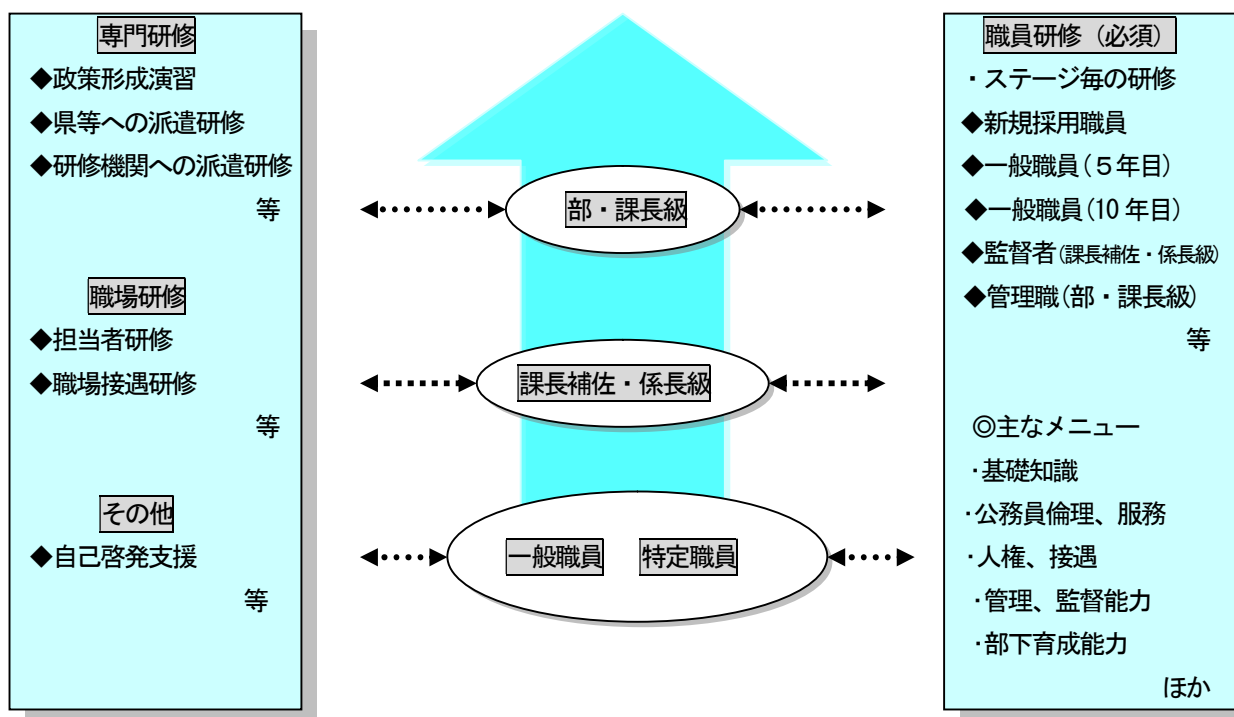 専門研修
◆政策形成演習
◆県等への派遣研修
◆研修機関への派遣研修
等
職場研修
◆担当者研修
◆職場接遇研修
等
その他
◆自己啓発支援
等
部・課長級
課長補佐・係長級
一般職員 特定職員
職員研修（必須）
・ステージ毎の研修
◆新規採用職員
◆一般職員(５年目)
◆一般職員(10年目)
◆監督者(課長補佐・係長級)
◆管理職(部・課長級)
等
◎主なメニュー
・基礎知識
・公務員倫理、服務
・人権、接遇
・管理、監督能力
・部下育成能力
ほか